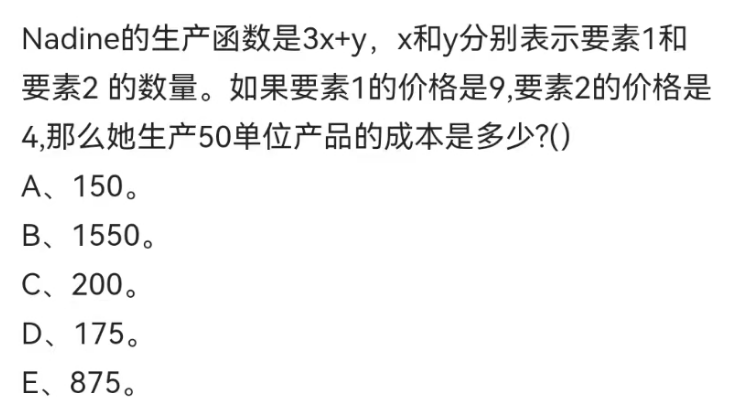 Nadine的生产函数是3x+y，x和y分别表示要素1和
要素2 的数量。如果要素1的价格是9,要素2的价格是
4,那么她生产50单位产品的成本是多少?()
A、150。
B、1550。
C、200。
D、175。
E、875。